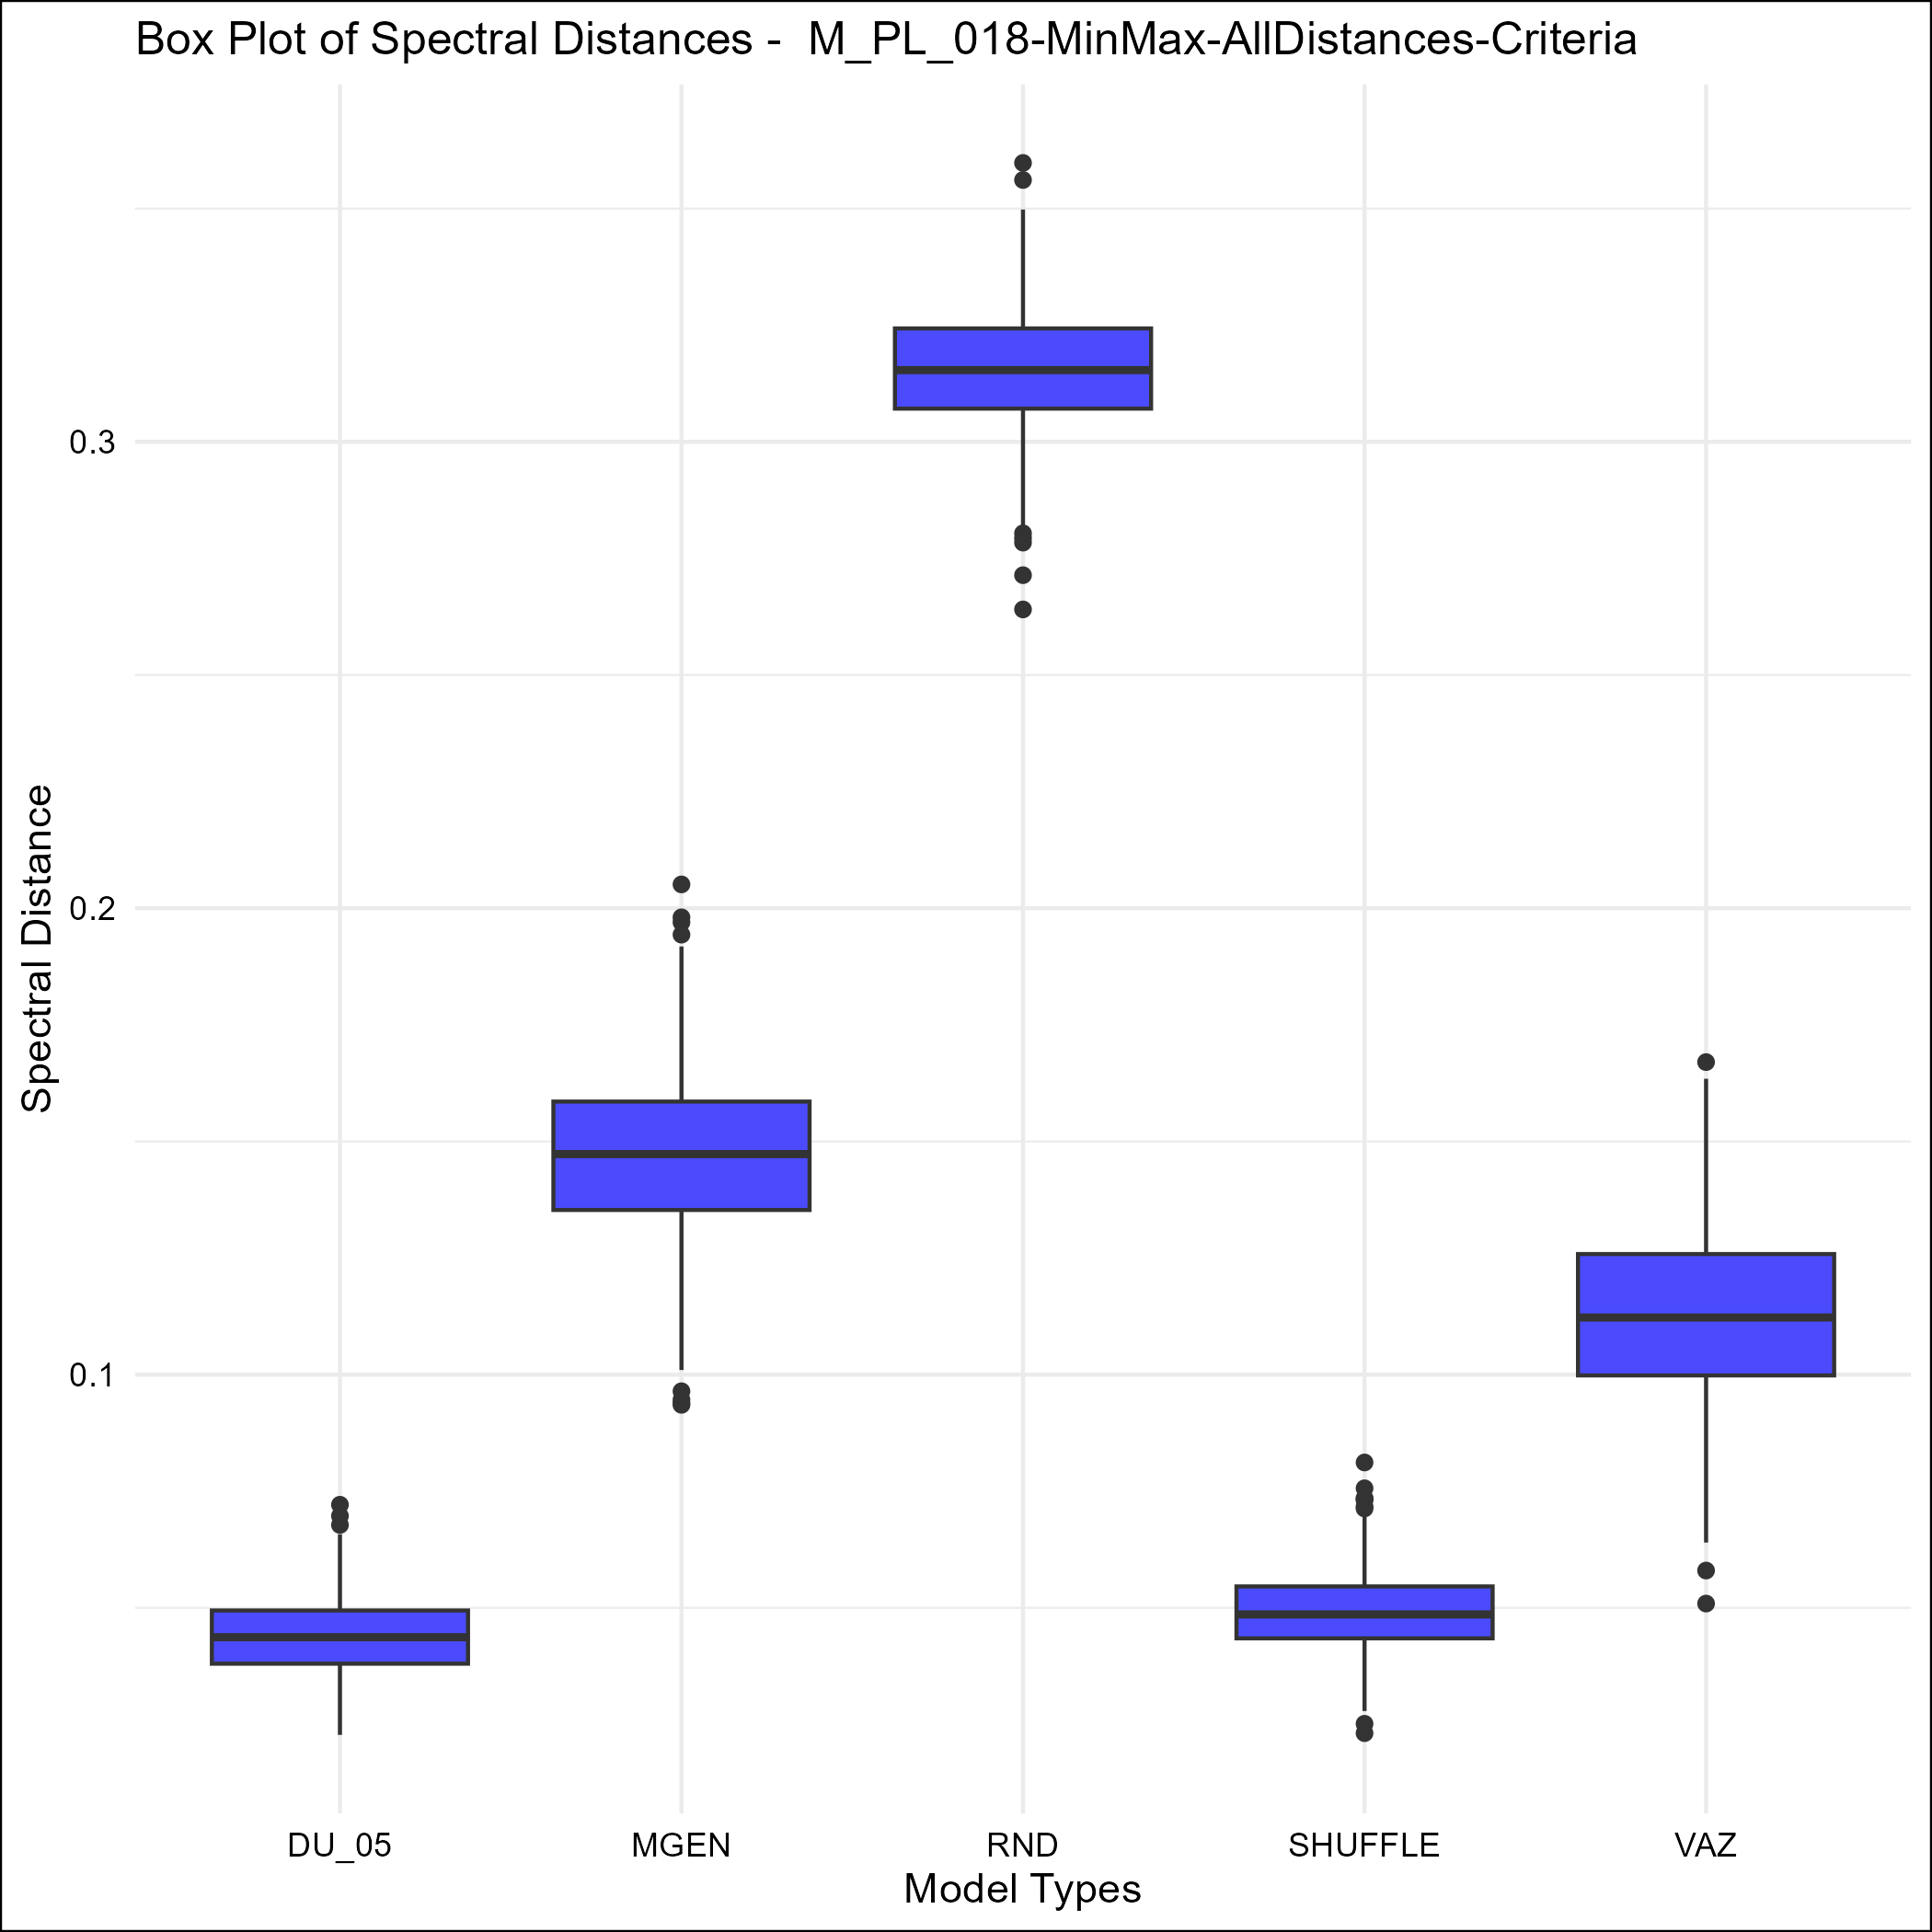 Box Plot of Spectral Distances -  M_PL_018-MinMax-AllDistances-Criteria
Spectral Distance
0.3
0.2
0.1
DU_05 MGEN RND SHUFFLE VAZ
Model Types